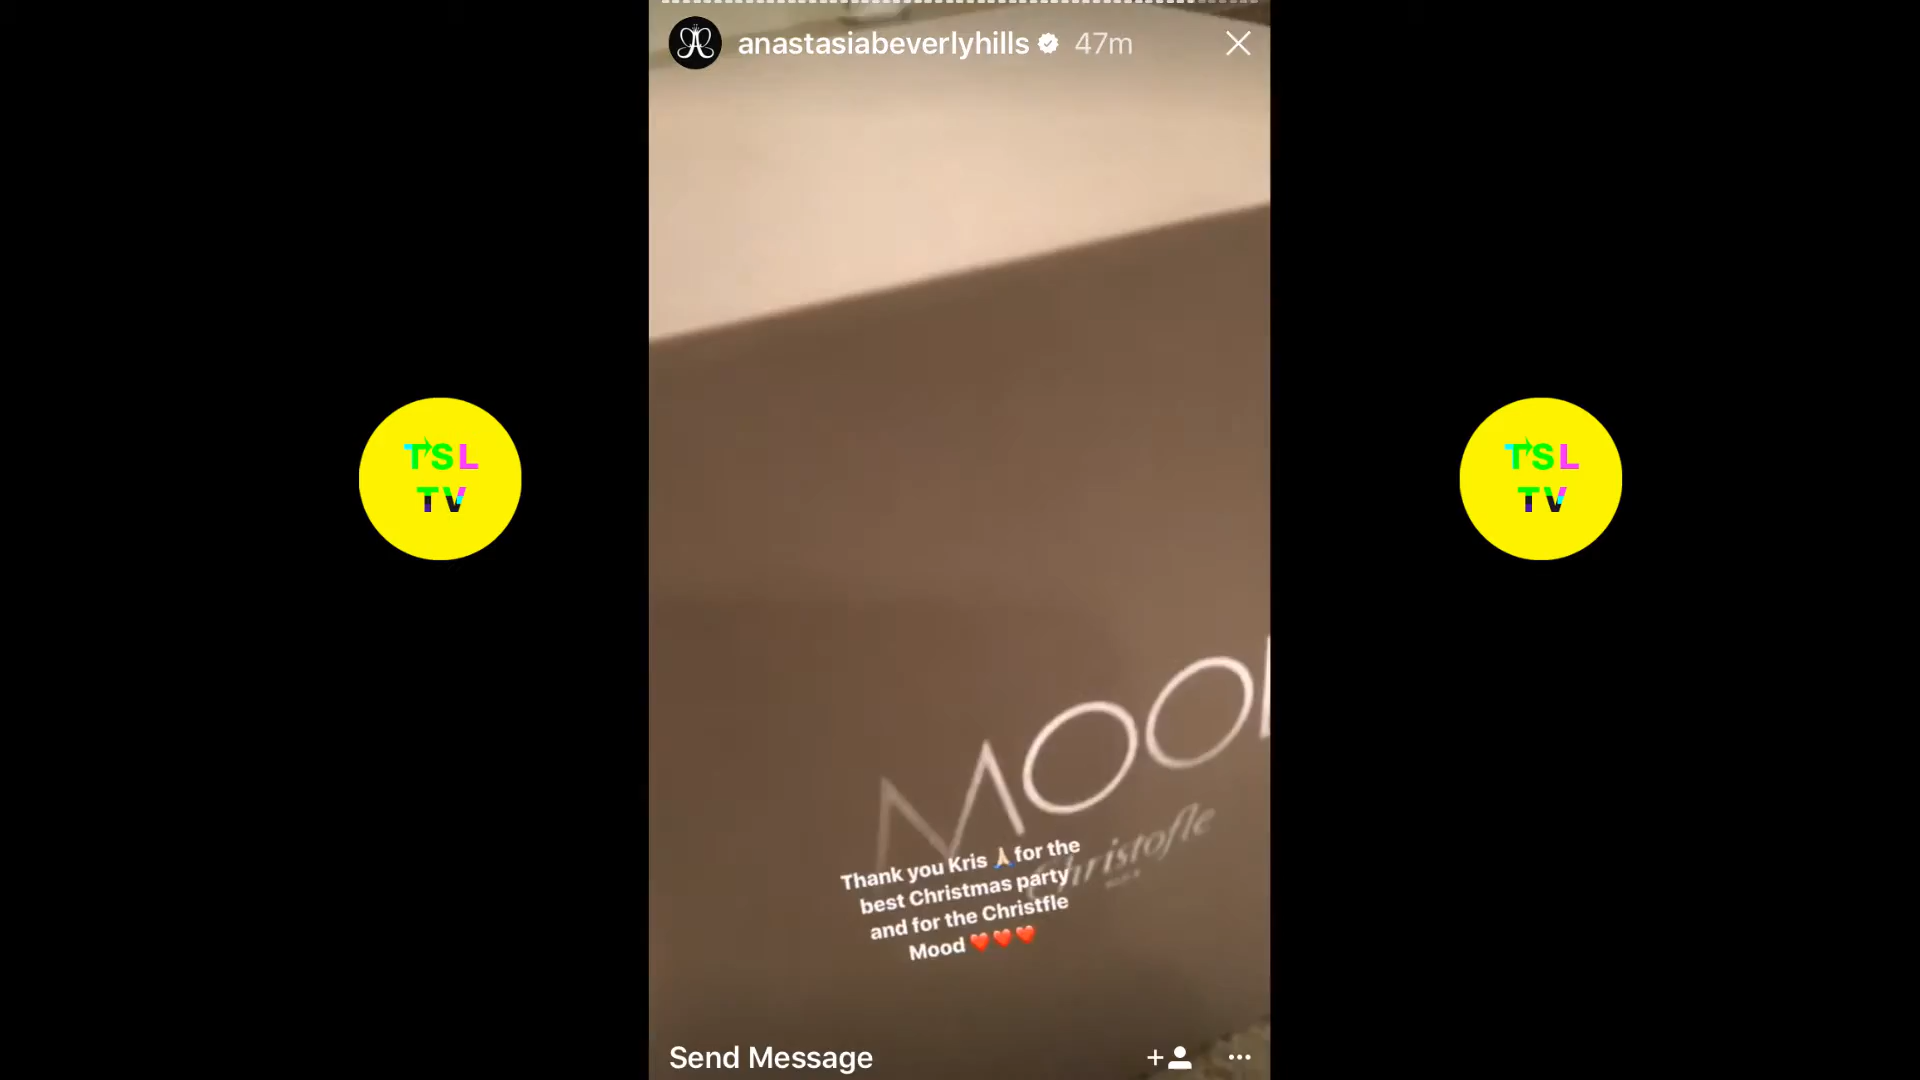 anastasiabeverlyhills 47m
TSL
TV
TSL
TV
MOO
Christofle
Thank you Kris 🙏🏼for the
best Christmas party
and for the Christfle
Mood ❤️❤️❤️
Send Message